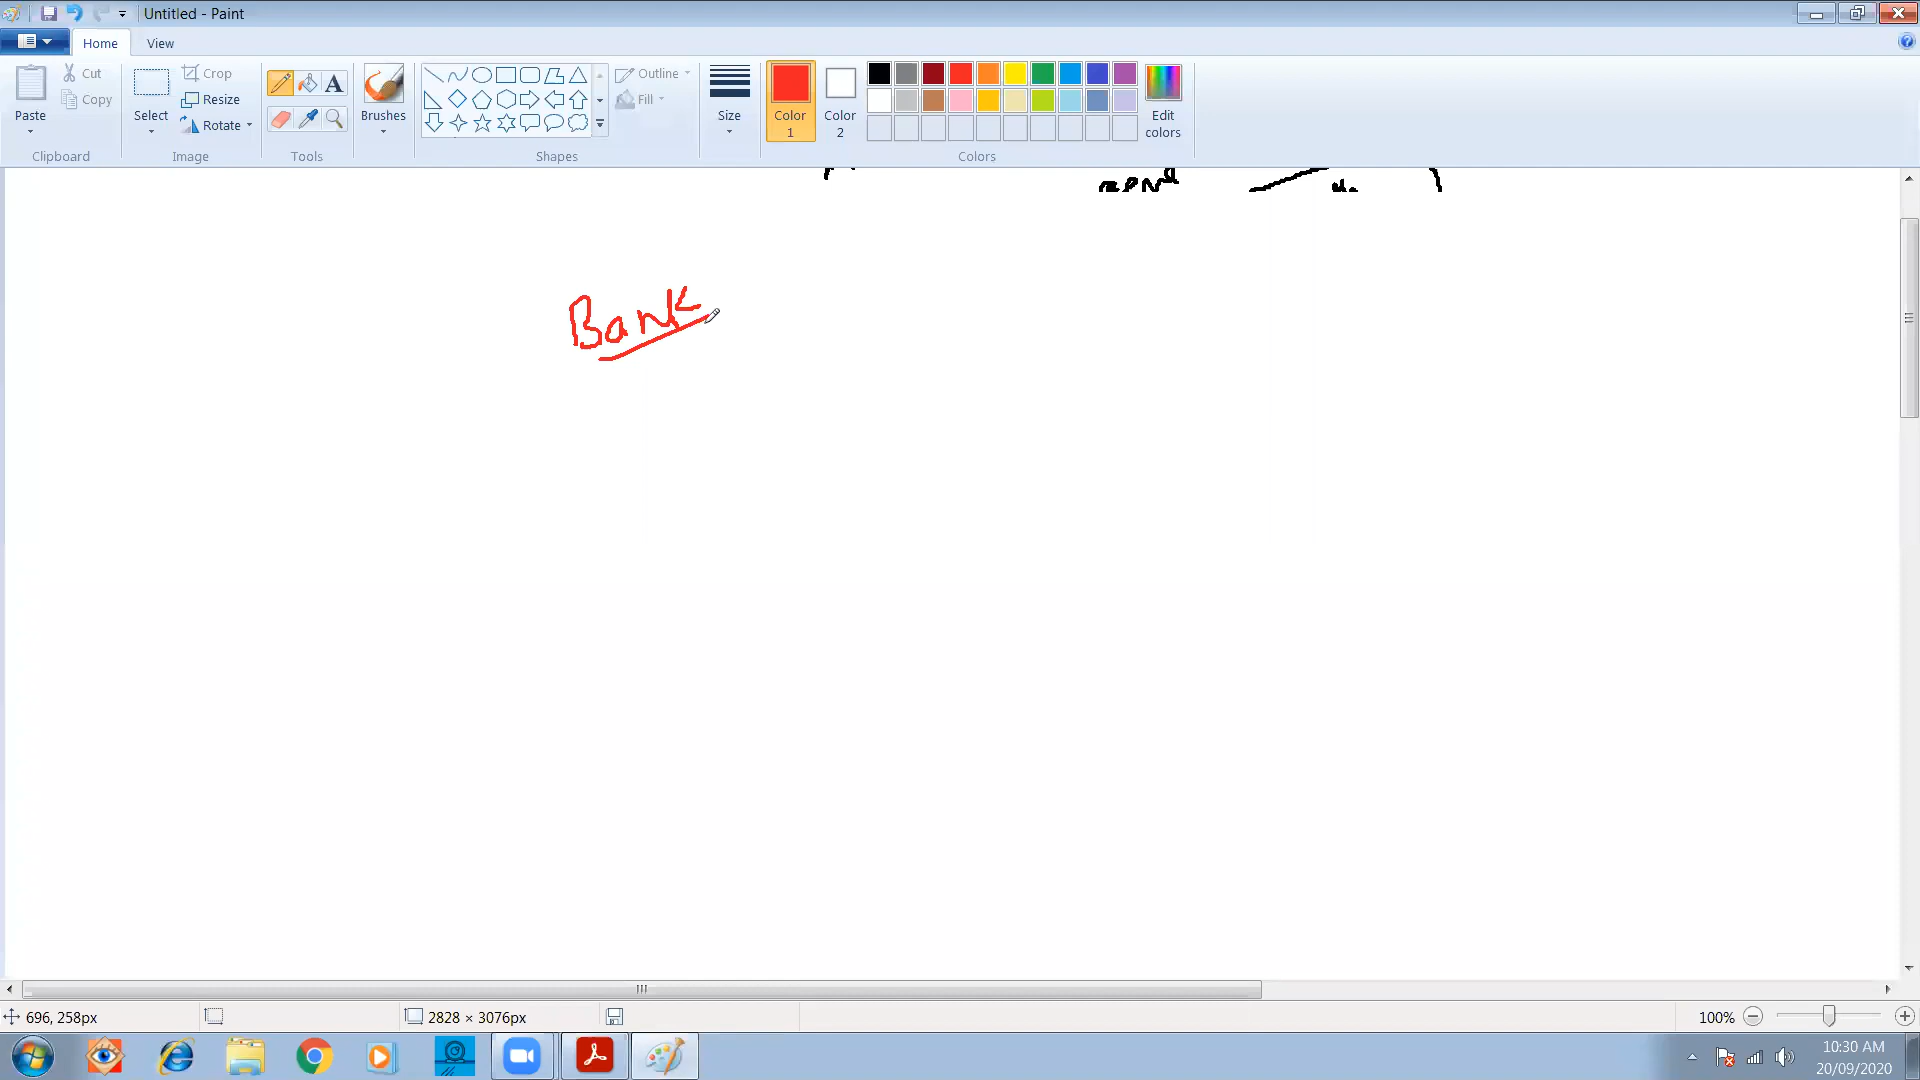 Untitled - Paint
Home View
Paste
Cut
Copy
Clipboard
Select
Crop
Resize
Rotate
Image
Tools
Brushes
Shapes
Outline
Fill
Size
Color 1
Color 2
Edit colors
Colors
Bank
696, 258px
2828 × 3076px
100%
10:30 AM
20/09/2020